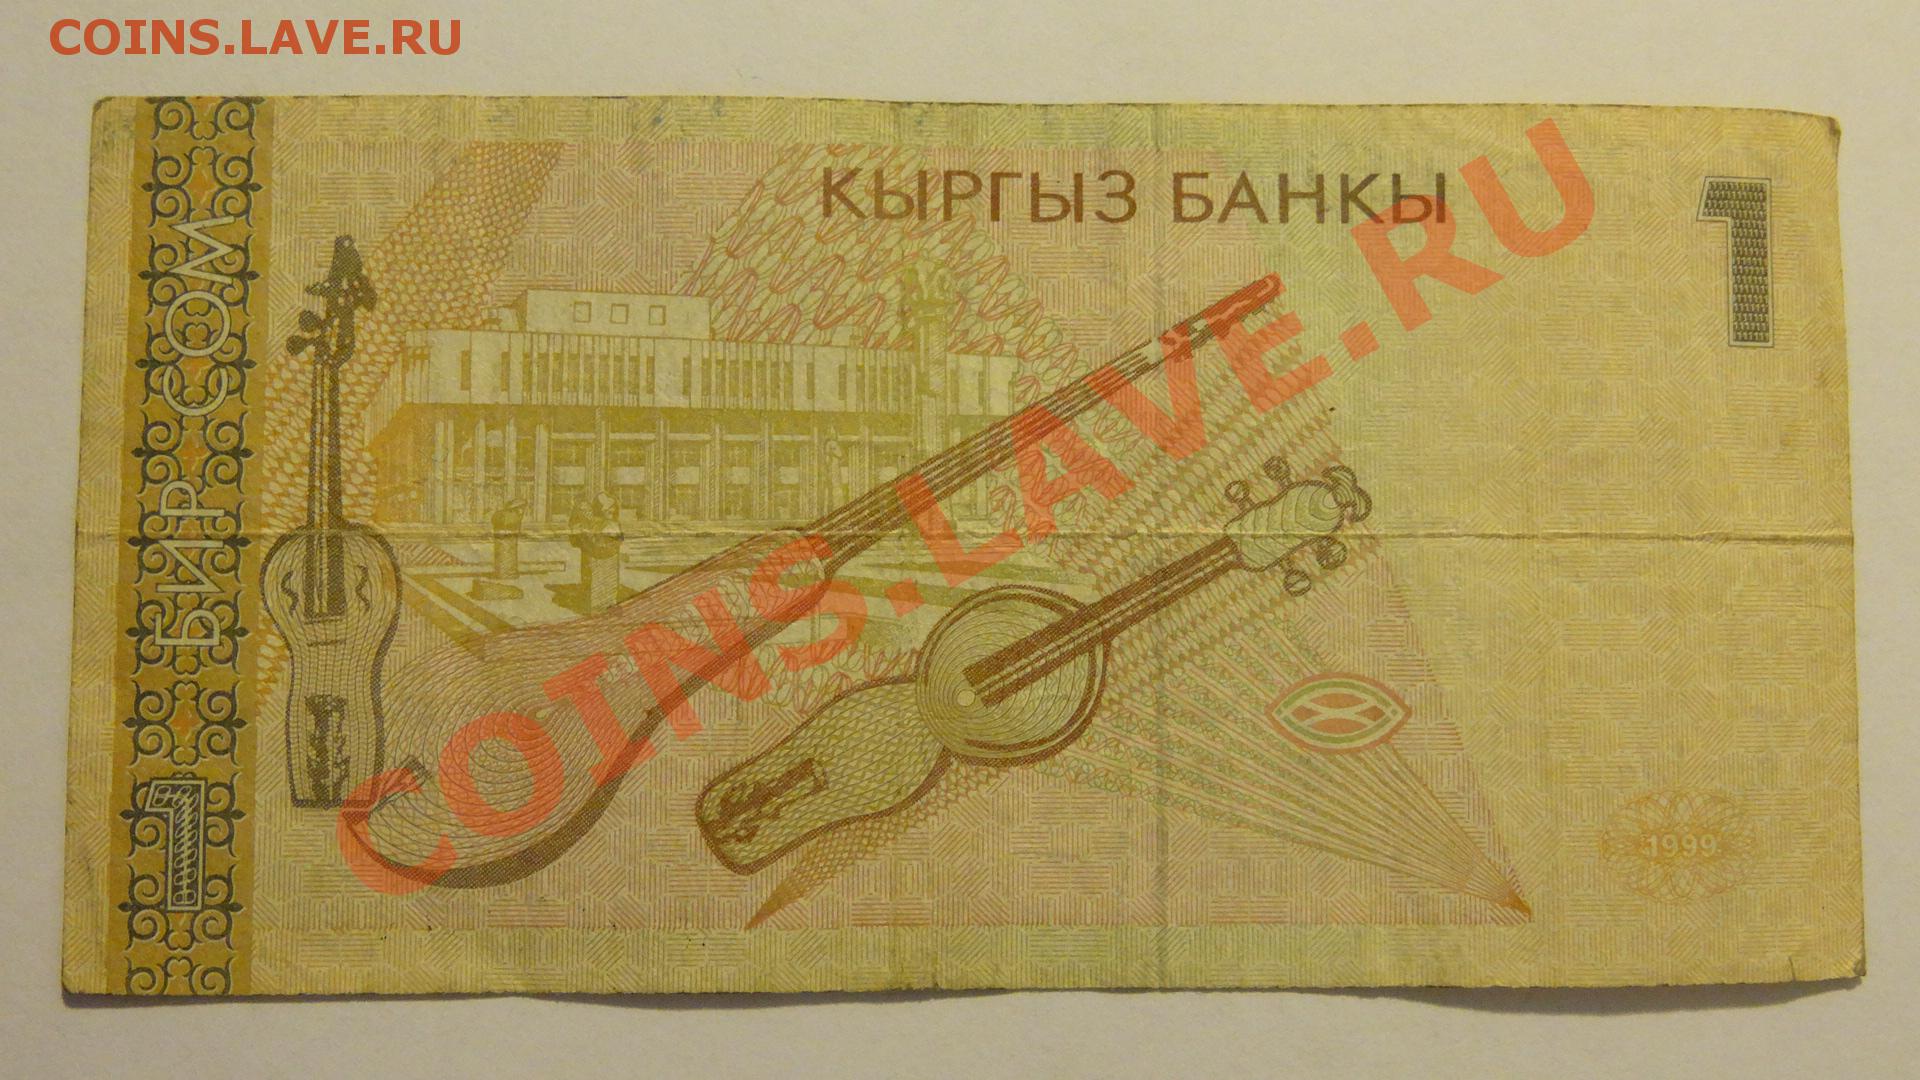 COINS.LAVE.RU
КЫРГЫЗ БАНКЫ
1
БИР СОМ
COINS.LAVE.RU
1
1999